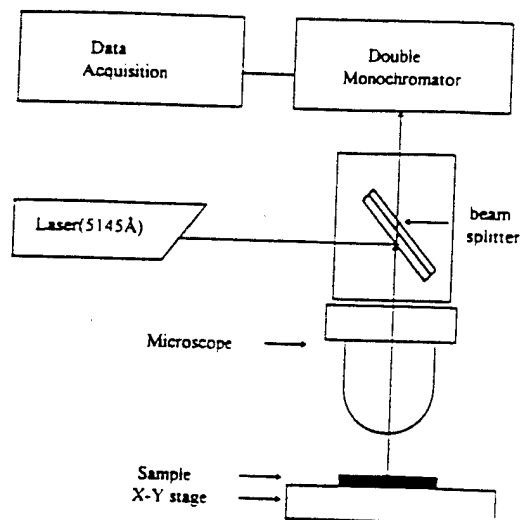 Data
Acquisition
Double
Monochromator
Laser(5145Å)
beam
splitter
Microscope
Sample
X-Y stage